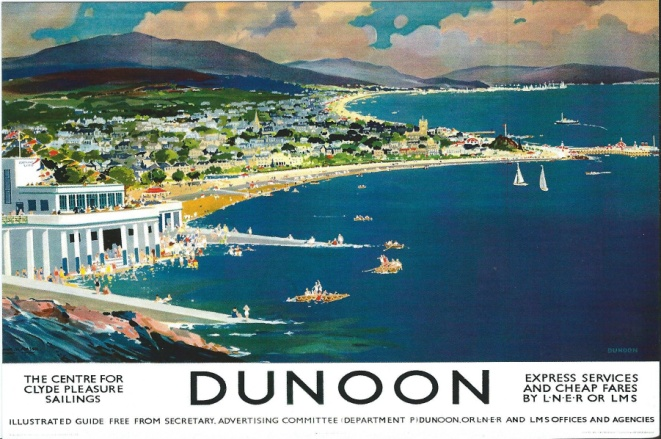 DUNOON
THE CENTRE FOR
CLYDE PLEASURE
SAILINGS
DUNOON
EXPRESS SERVICES
AND CHEAP FARES
BY L·N·E·R OR LMS
ILLUSTRATED GUIDE FREE FROM SECRETARY, ADVERTISING COMMITTEE (DEPARTMENT P) DUNOON, OR L·N·E·R AND LMS OFFICES AND AGENCIES